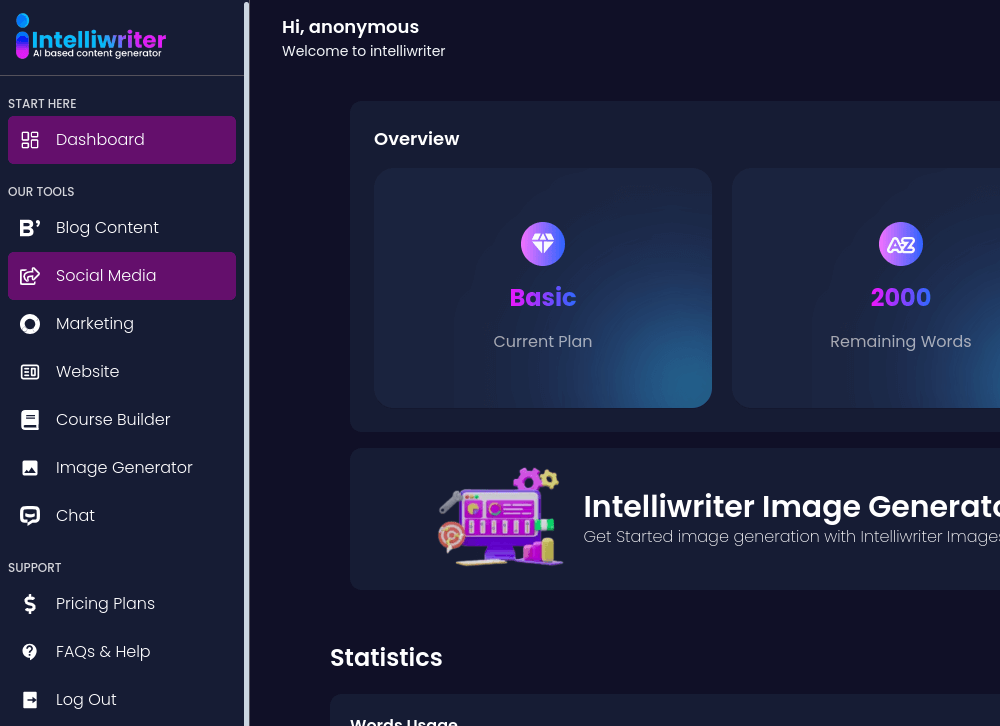 Intelliwriter
AI based content generator
START HERE
Dashboard
OUR TOOLS
B’ Blog Content
Social Media
Marketing
Website
Course Builder
Image Generator
Chat
SUPPORT
Pricing Plans
FAQs & Help
Log Out
Hi, anonymous
Welcome to intelliwriter
Overview
Basic
Current Plan
AZ
2000
Remaining Words
Intelliwriter Image Generato
Get Started image generation with Intelliwriter Images
Statistics
Words Usage